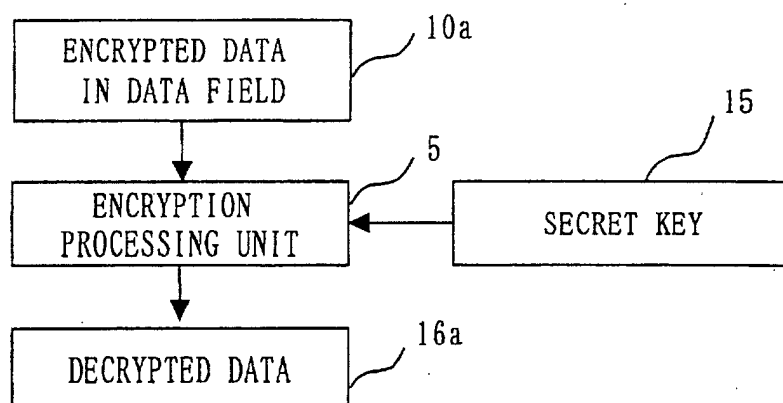 10a
ENCRYPTED DATA
IN DATA FIELD
15
5
ENCRYPTION
PROCESSING UNIT
SECRET KEY
16a
DECRYPTED DATA